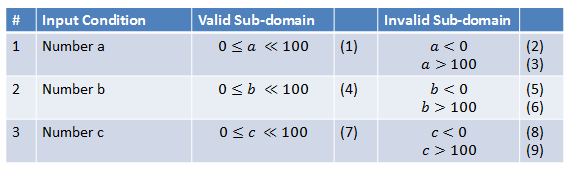 # Input Condition Valid Sub-domain Invalid Sub-domain
1 Number a 0 ≤ a ≪ 100 (1) a < 0 (2)
a > 100 (3)
2 Number b 0 ≤ b ≪ 100 (4) b < 0 (5)
b > 100 (6)
3 Number c 0 ≤ c ≪ 100 (7) c < 0 (8)
c > 100 (9)